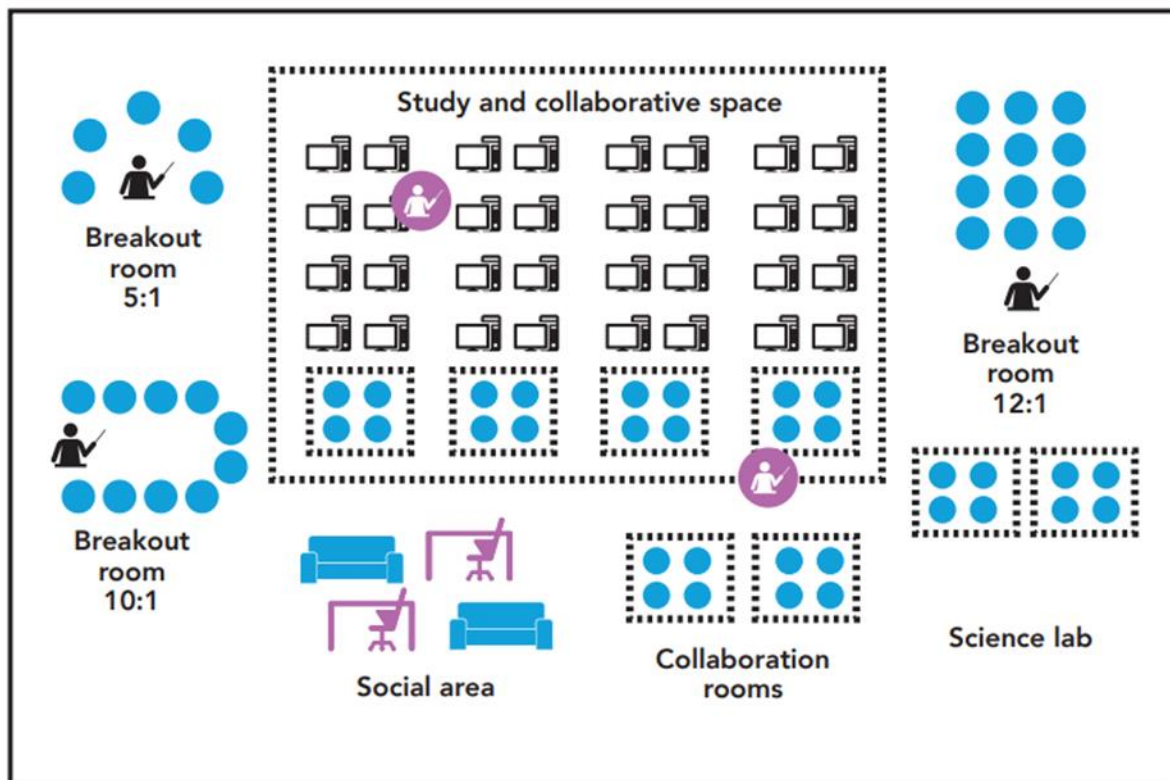 Study and collaborative space
Breakout
room
5:1
Breakout
room
12:1
Breakout
room
10:1
Social area
Collaboration
rooms
Science lab